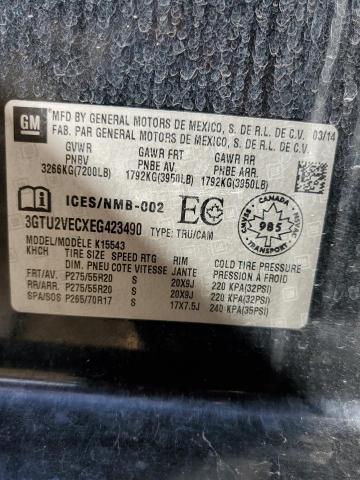 GM
MFD BY GENERAL MOTORS DE MEXICO, S. DE R.L. DE C.V. 03/14
FAB. PAR GENERAL MOTORS DE MEXICO, S. DE R.L. DE C.V.
GVWR GAWR FRT GAWR RR
PNBV PNBE AV. PNBE ARR.
3266KG(7200LB) 1792KG(3950LB) 1792KG(3950LB)
ICES/NMB-002 EC
CANADA
985
CMVSS NSVAC
3GTU2VECXEG423490 TYPE: TRU/CAM
MODEL/MODÈLE K15543
KHCH TIRE SIZE SPEED RTG RIM COLD TIRE PRESSURE
DIM. PNEU COTE VITESSE JANTE PRESSION À FROID
FRT/AV. P275/55R20 S 20X9J 220 KPA(32PSI)
RR/ARR. P275/55R20 S 20X9J 220 KPA(32PSI)
SPA/SOS P265/70R17 S 17X7.5J 240 KPA(35PSI)